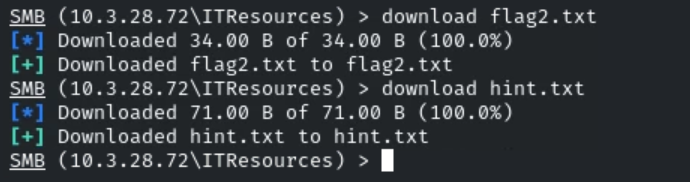 SMB (10.3.28.72\ITResources) > download flag2.txt
[*] Downloaded 34.00 B of 34.00 B (100.0%)
[+] Downloaded flag2.txt to flag2.txt
SMB (10.3.28.72\ITResources) > download hint.txt
[*] Downloaded 71.00 B of 71.00 B (100.0%)
[+] Downloaded hint.txt to hint.txt
SMB (10.3.28.72\ITResources) >